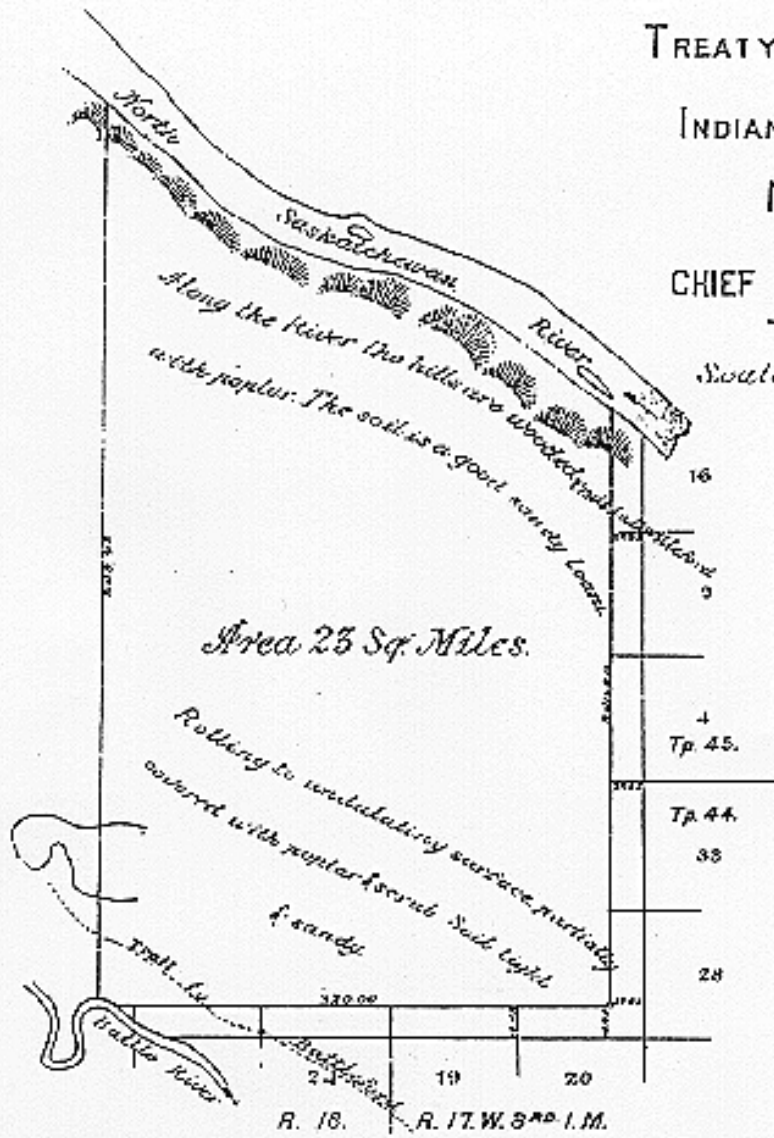 TREATY
INDIAN
CHIEF
North
Saskatchewan
River
Along the River the hills are wooded
with poplar. The soil is a good sandy loam
16
9
Area 23 Sq. Miles.
4
Tp. 45.
Rolling to undulating surface partially
covered with poplar & scrub Soil light
& sandy.
Tp. 44.
33
28
Trail to Battleford
320.00
Battle River
24
19
20
R. 18.
R. 17. W. 3RD I. M.